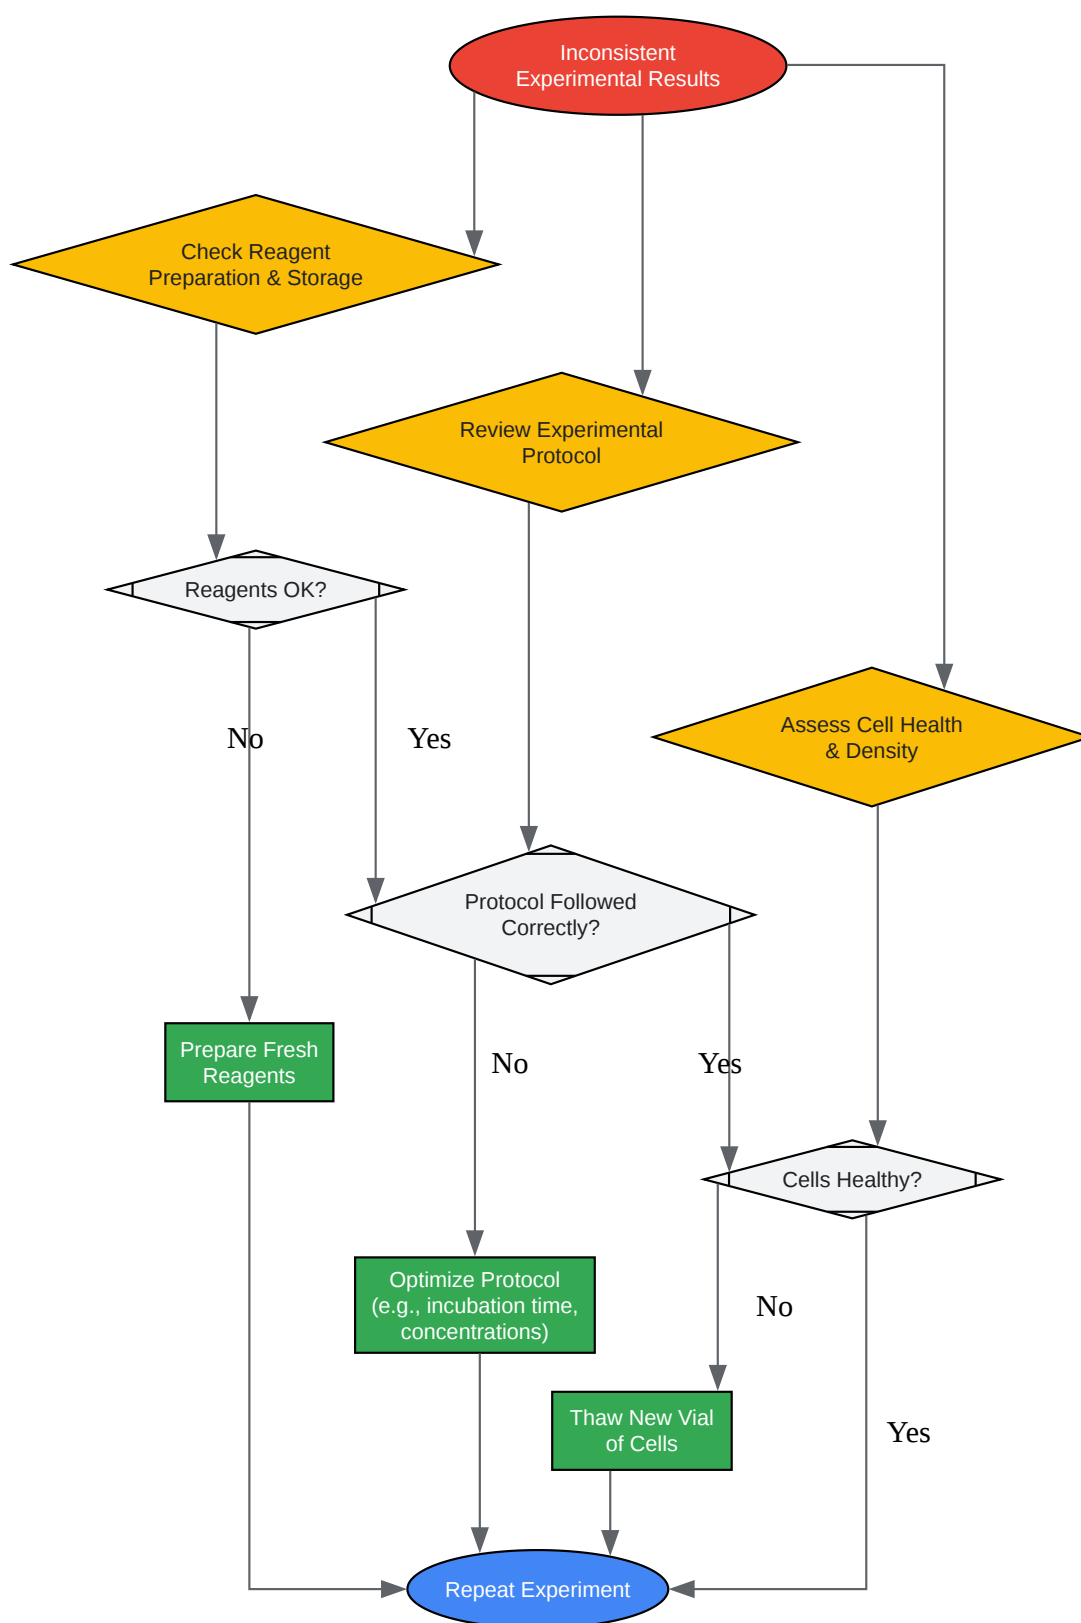 Inconsistent
Experimental Results
Check Reagent
Preparation & Storage
Review Experimental
Protocol
Reagents OK?
No
Yes
Assess Cell Health
& Density
Protocol Followed
Correctly?
Prepare Fresh
Reagents
No
Yes
Cells Healthy?
Optimize Protocol
(e.g., incubation time,
concentrations)
No
Thaw New Vial
of Cells
Yes
Repeat Experiment